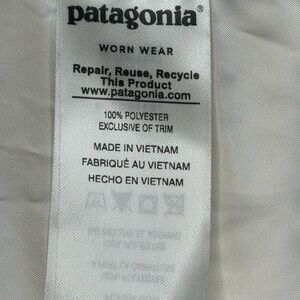 patagonia®
WORN WEAR
Repair, Reuse, Recycle
This Product
www.patagonia.com
100% POLYESTER
EXCLUSIVE OF TRIM
MADE IN VIETNAM
FABRIQUÉ AU VIETNAM
HECHO EN VIETNAM